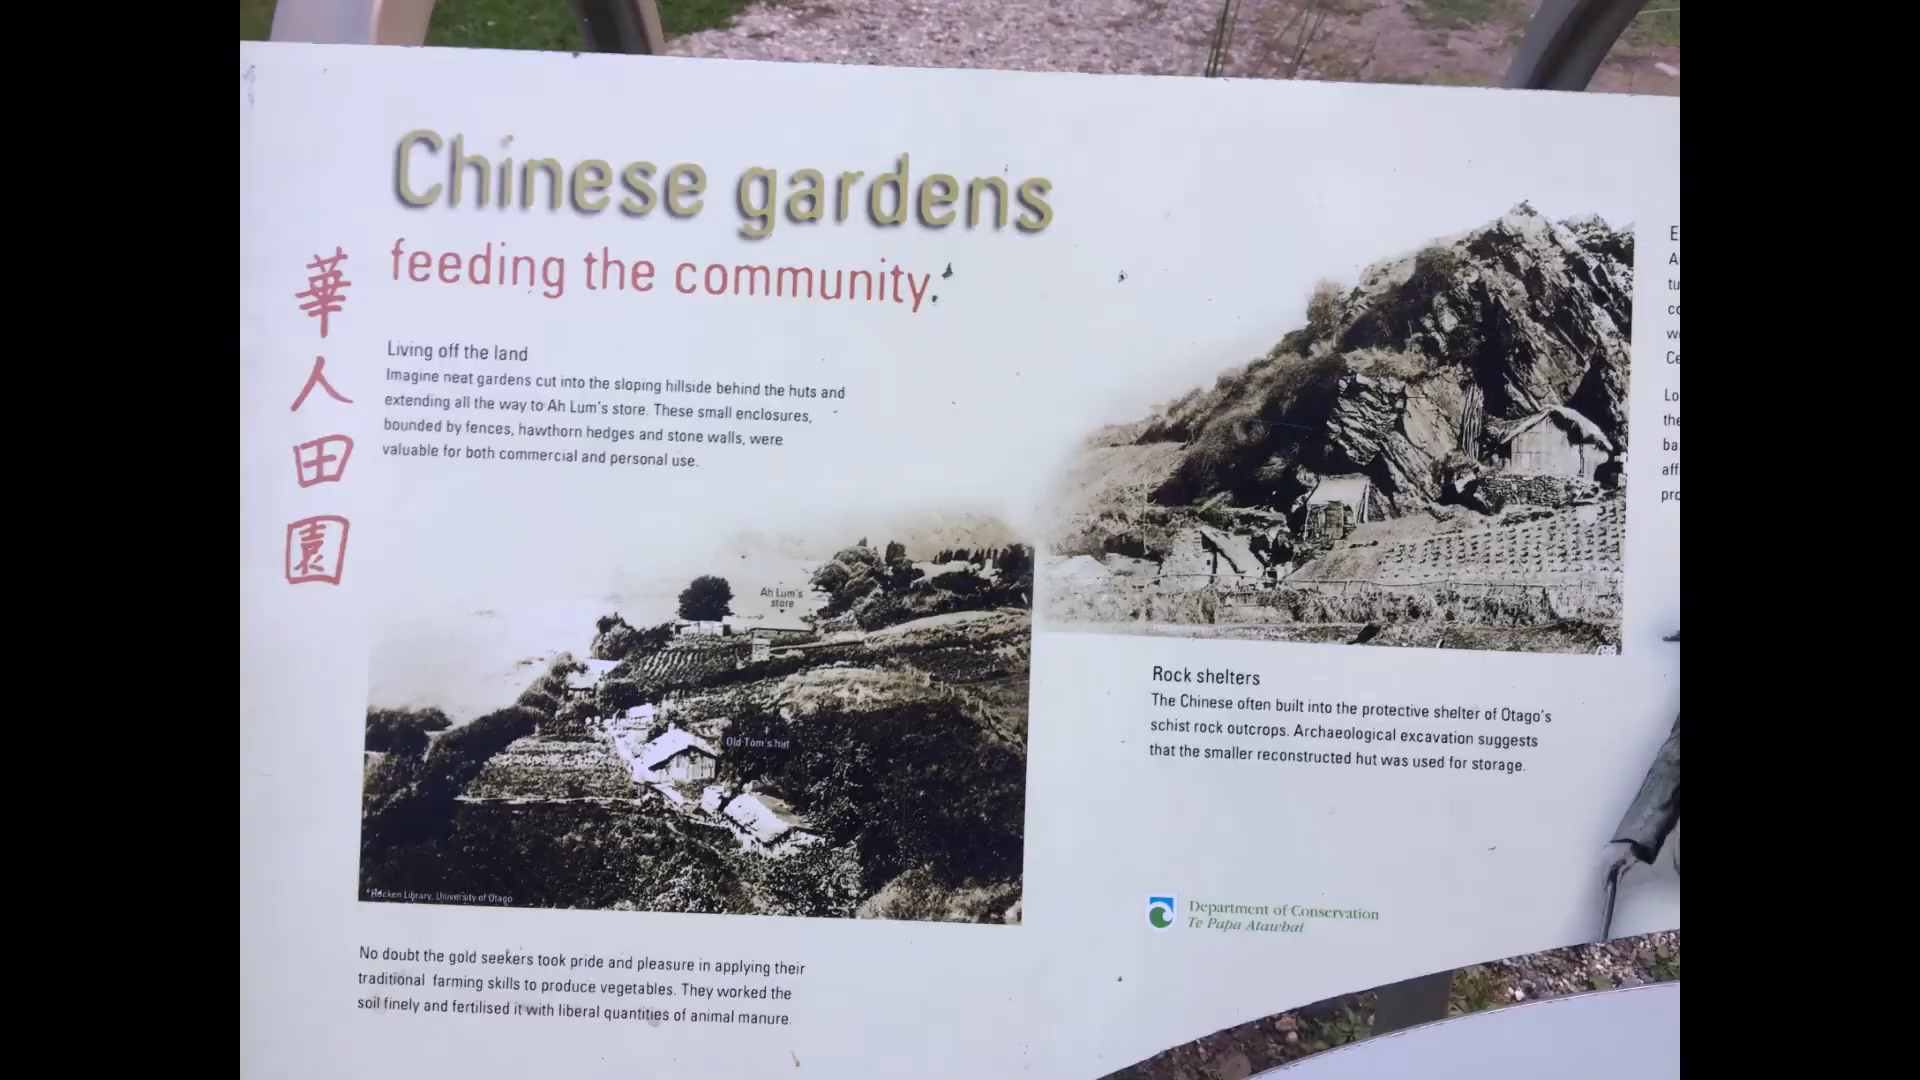 Chinese gardens
feeding the community.
華
人
田
園
Living off the land
Imagine neat gardens cut into the sloping hillside behind the huts and
extending all the way to Ah Lum's store. These small enclosures,
bounded by fences, hawthorn hedges and stone walls, were
valuable for both commercial and personal use.
Ah Lum's
store
Old Tom's hut
Hocken Library, University of Otago
No doubt the gold seekers took pride and pleasure in applying their
traditional farming skills to produce vegetables. They worked the
soil finely and fertilised it with liberal quantities of animal manure.
Rock shelters
The Chinese often built into the protective shelter of Otago's
schist rock outcrops. Archaeological excavation suggests
that the smaller reconstructed hut was used for storage.
Department of Conservation
Te Papa Atawhai